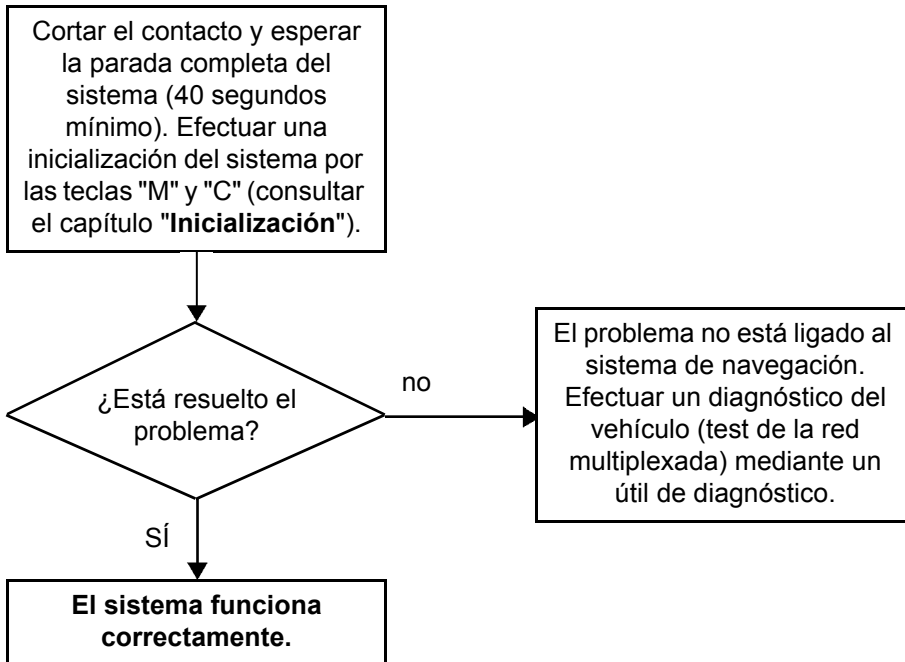 Cortar el contacto y esperar
la parada completa del
sistema (40 segundos
mínimo). Efectuar una
inicialización del sistema por
las teclas "M" y "C" (consultar
el capítulo "Inicialización").
¿Está resuelto el
problema?
no
El problema no está ligado al
sistema de navegación.
Efectuar un diagnóstico del
vehículo (test de la red
multiplexada) mediante un
útil de diagnóstico.
SÍ
El sistema funciona
correctamente.